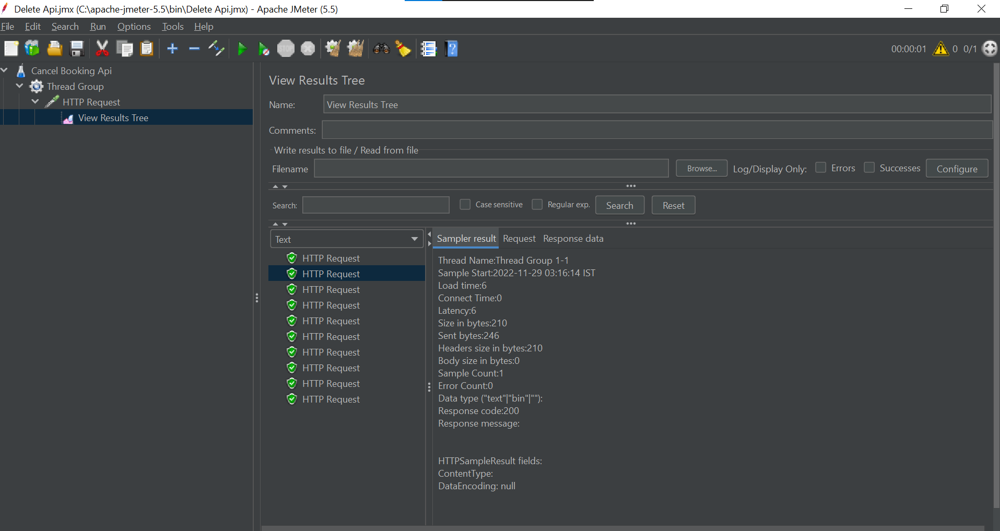 Delete Api.jmx (C:\apache-jmeter-5.5\bin\Delete Api.jmx) - Apache JMeter (5.5)
File Edit Search Run Options Tools Help
STOP
00:00:01 0 0/1
Cancel Booking Api
Thread Group
HTTP Request
View Results Tree
View Results Tree
Name: View Results Tree
Comments:
Write results to file / Read from file
Filename Browse... Log/Display Only: Errors Successes Configure
Search: Case sensitive Regular exp. Search Reset
Text
HTTP Request
HTTP Request
HTTP Request
HTTP Request
HTTP Request
HTTP Request
HTTP Request
HTTP Request
HTTP Request
HTTP Request
Sampler result Request Response data
Thread Name:Thread Group 1-1
Sample Start:2022-11-29 03:16:14 IST
Load time:6
Connect Time:0
Latency:6
Size in bytes:210
Sent bytes:246
Headers size in bytes:210
Body size in bytes:0
Sample Count:1
Error Count:0
Data type ("text"|"bin"|""):
Response code:200
Response message:
HTTPSampleResult fields:
ContentType:
DataEncoding: null